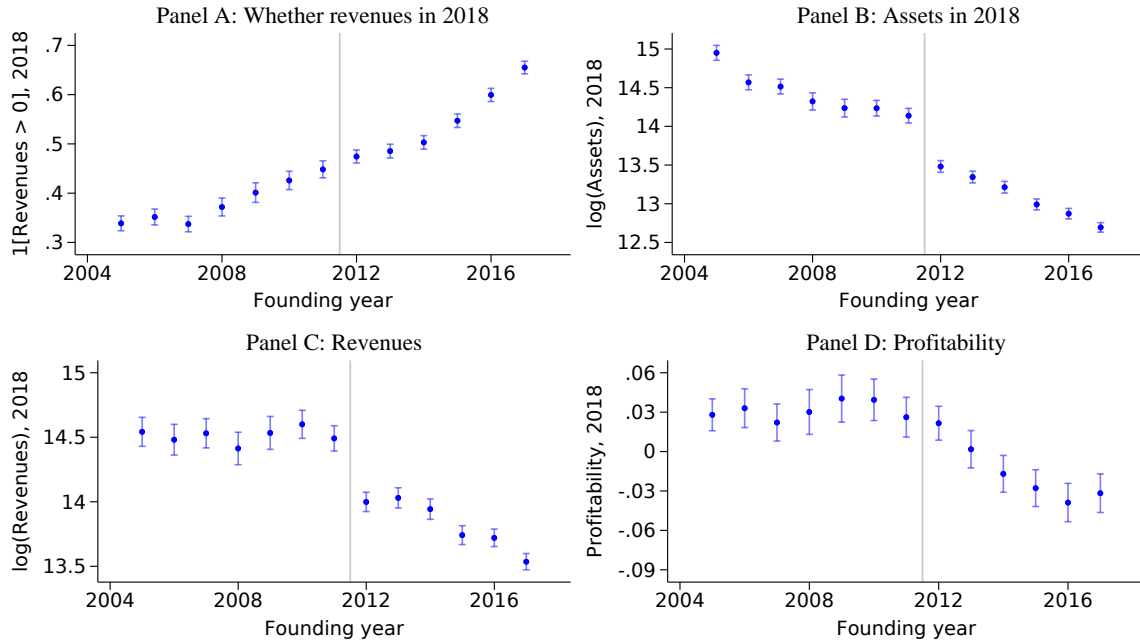 Panel A: Whether revenues in 2018
1[Revenues > 0], 2018
.7
.6
.5
.4
.3
2004 2008 2012 2016
Founding year
Panel B: Assets in 2018
log(Assets), 2018
15
14.5
14
13.5
13
12.5
2004 2008 2012 2016
Founding year
Panel C: Revenues
log(Revenues), 2018
15
14.5
14
13.5
2004 2008 2012 2016
Founding year
Panel D: Profitability
Profitability, 2018
.06
.03
0
-.03
-.06
-.09
2004 2008 2012 2016
Founding year